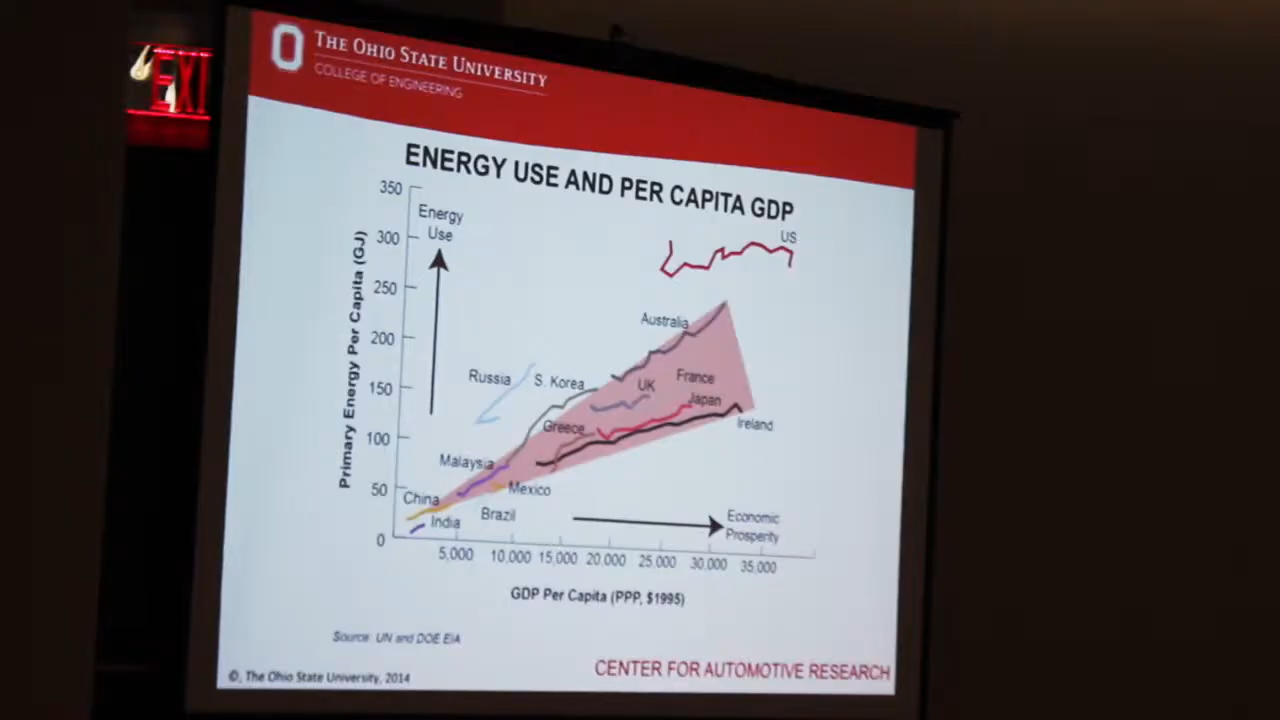 EXIT
THE OHIO STATE UNIVERSITY
COLLEGE OF ENGINEERING
ENERGY USE AND PER CAPITA GDP
350
300
250
200
150
100
50
0
Primary Energy Per Capita (GJ)
Energy
Use
US
Australia
Russia
S. Korea
UK
France
Japan
Greece
Ireland
Malaysia
Mexico
China
Brazil
India
Economic
Prosperity
5,000 10,000 15,000 20,000 25,000 30,000 35,000
GDP Per Capita (PPP, $1995)
Source: UN and DOE EIA
©, The Ohio State University, 2014
CENTER FOR AUTOMOTIVE RESEARCH